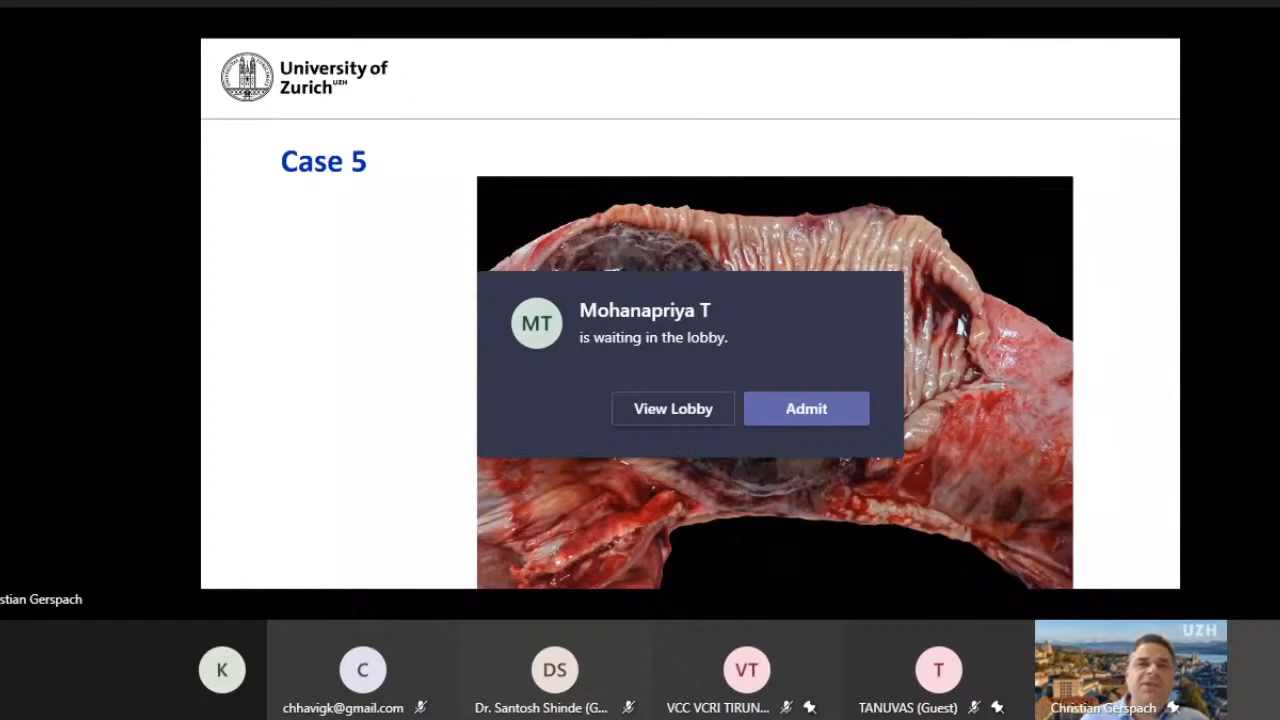 University of
Zurich UZH
Case 5
MT
Mohanapriya T
is waiting in the lobby.
View Lobby
Admit
stian Gerspach
K
C
DS
VT
T
UZH
chhavigk@gmail.com
Dr. Santosh Shinde (G...
VCC VCRI TIRUN...
TANUVAS (Guest)
Christian Gerspach